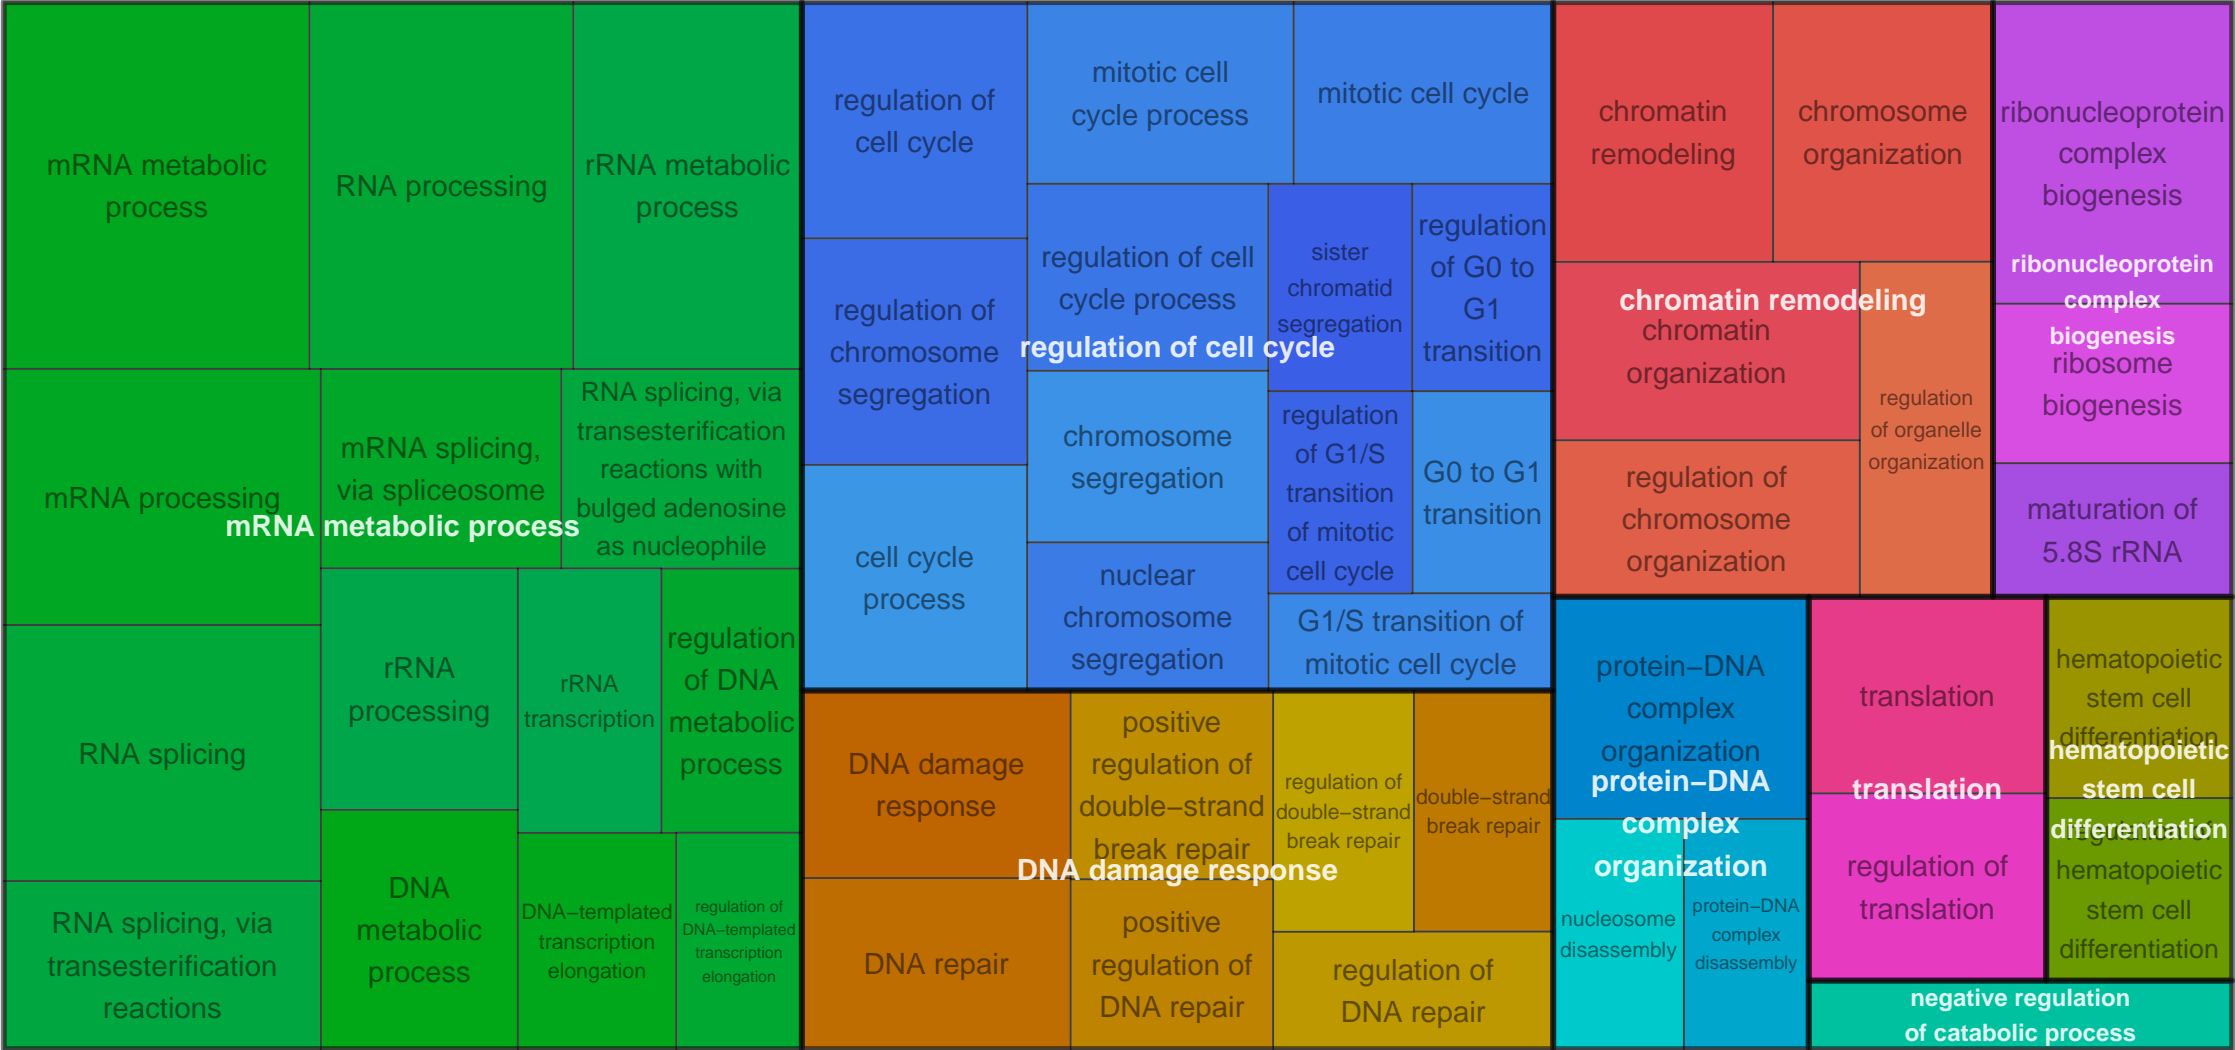 mRNA metabolic
process
RNA processing
rRNA metabolic
process
mRNA processing
mRNA splicing,
via spliceosome
RNA splicing, via
transesterification
reactions with
bulged adenosine
as nucleophile
mRNA metabolic process
RNA splicing
rRNA
processing
rRNA
transcription
regulation
of DNA
metabolic
process
RNA splicing, via
transesterification
reactions
DNA
metabolic
process
DNA−templated
transcription
elongation
regulation of
DNA−templated
transcription
elongation
regulation of
cell cycle
mitotic cell
cycle process
mitotic cell cycle
regulation of
chromosome
segregation
regulation of cell
cycle process
sister
chromatid
segregation
regulation
of G0 to
G1
transition
regulation of cell cycle
cell cycle
process
chromosome
segregation
regulation
of G1/S
transition
of mitotic
cell cycle
G0 to G1
transition
nuclear
chromosome
segregation
G1/S transition of
mitotic cell cycle
DNA damage
response
positive
regulation of
double−strand
break repair
regulation of
double−strand
break repair
double−strand
break repair
DNA damage response
DNA repair
positive
regulation of
DNA repair
regulation of
DNA repair
chromatin
remodeling
chromosome
organization
chromatin remodeling
chromatin
organization
regulation
of organelle
organization
regulation of
chromosome
organization
ribonucleoprotein
complex
biogenesis
ribonucleoprotein
complex
biogenesis
ribosome
biogenesis
maturation of
5.8S rRNA
protein−DNA
complex
organization
protein−DNA
complex
organization
nucleosome
disassembly
protein−DNA
complex
disassembly
translation
translation
regulation of
translation
hematopoietic
stem cell
differentiation
hematopoietic
stem cell
differentiation
regulation of
hematopoietic
stem cell
differentiation
negative regulation
of catabolic process